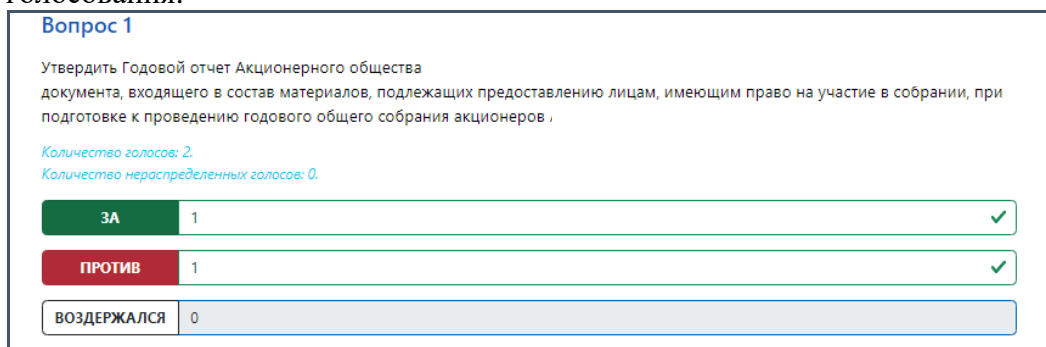 голосования.
Вопрос 1
Утвердить Годовой отчет Акционерного общества
документа, входящего в состав материалов, подлежащих предоставлению лицам, имеющим право на участие в собрании, при
подготовке к проведению годового общего собрания акционеров
Количество голосов: 2.
Количество нераспределенных голосов: 0.
ЗА 1
ПРОТИВ 1
ВОЗДЕРЖАЛСЯ 0